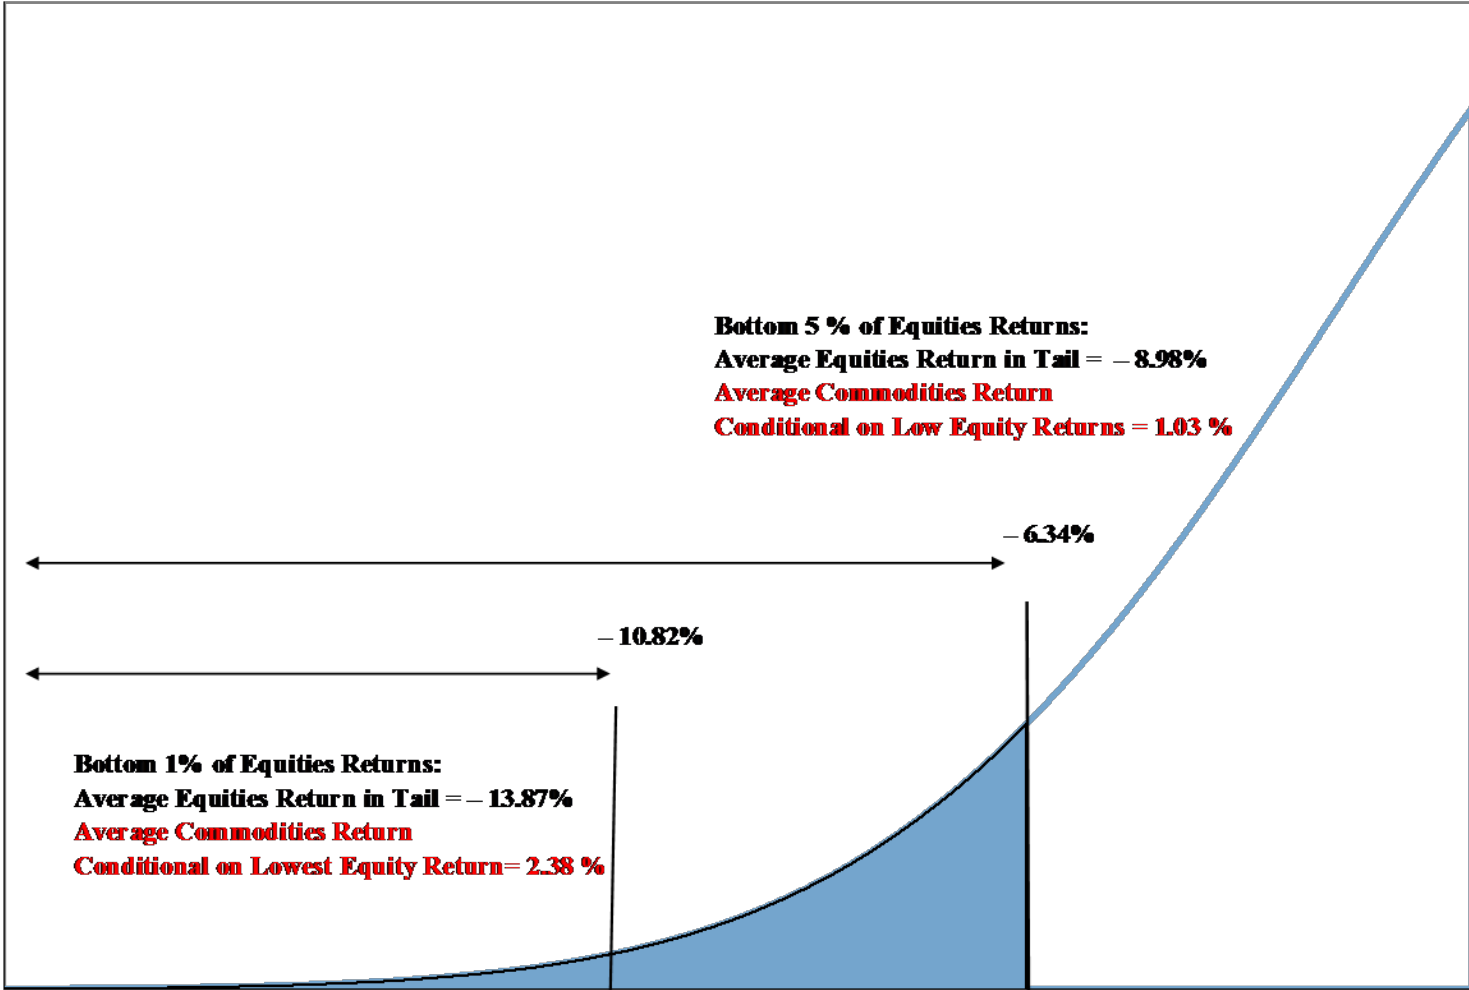 Bottom 5 % of Equities Returns:
Average Equities Return in Tail = – 8.98%
Average Commodities Return
Conditional on Low Equity Returns = 1.03 %
– 6.34%
– 10.82%
Bottom 1% of Equities Returns:
Average Equities Return in Tail = – 13.87%
Average Commodities Return
Conditional on Lowest Equity Return= 2.38 %